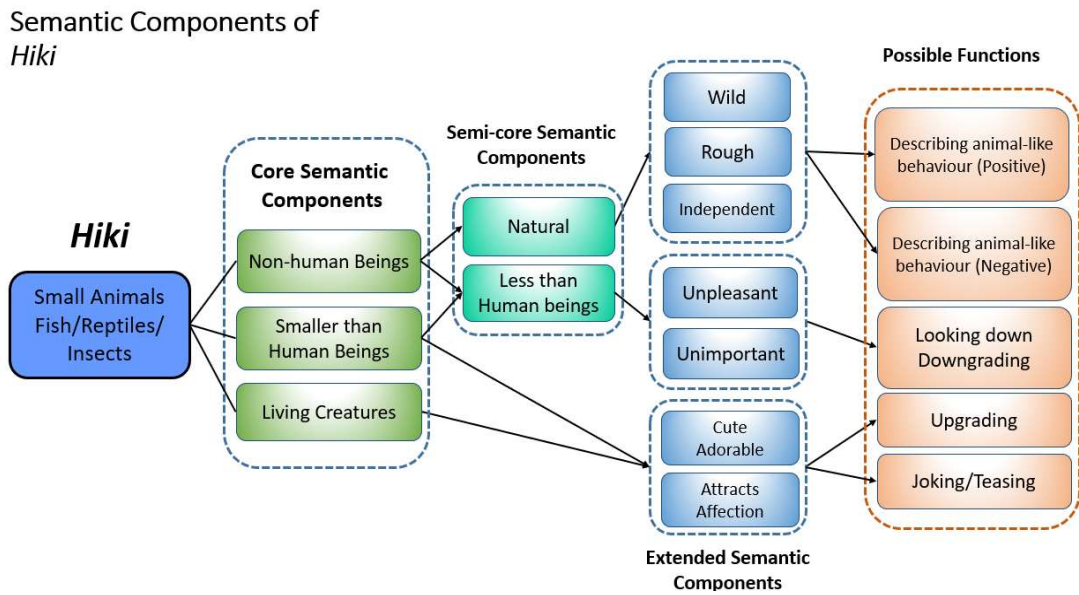 Semantic Components of
Hiki
Hiki
Small Animals
Fish/Reptiles/
Insects
Core Semantic
Components
Non-human Beings
Smaller than
Human Beings
Living Creatures
Semi-core Semantic
Components
Natural
Less than
Human beings
Wild
Rough
Independent
Unpleasant
Unimportant
Cute
Adorable
Attracts
Affection
Extended Semantic
Components
Possible Functions
Describing animal-like
behaviour (Positive)
Describing animal-like
behaviour (Negative)
Looking down
Downgrading
Upgrading
Joking/Teasing